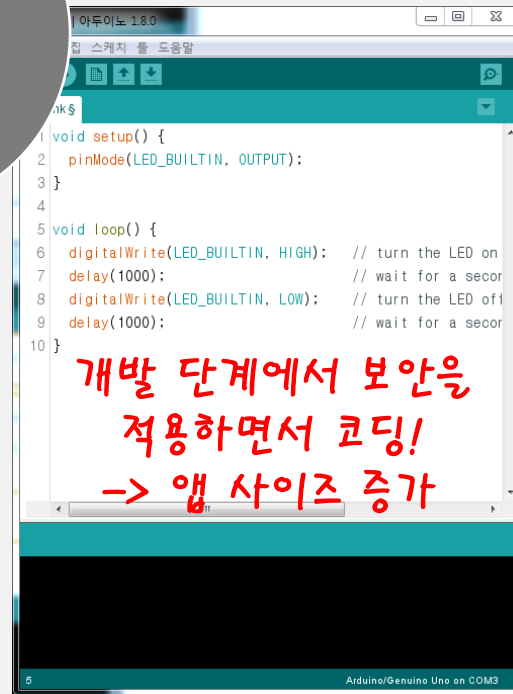 아두이노 1.8.0
집 스케치 툴 도움말
nk §
1 void setup() {
2 pinMode(LED_BUILTIN, OUTPUT);
3 }
4
5 void loop() {
6 digitalWrite(LED_BUILTIN, HIGH); // turn the LED on
7 delay(1000); // wait for a secon
8 digitalWrite(LED_BUILTIN, LOW); // turn the LED off
9 delay(1000); // wait for a secon
10 }
개발 단계에서 보안을
적용하면서 코딩!
-> 앱 사이즈 증가
5 Arduino/Genuino Uno on COM3